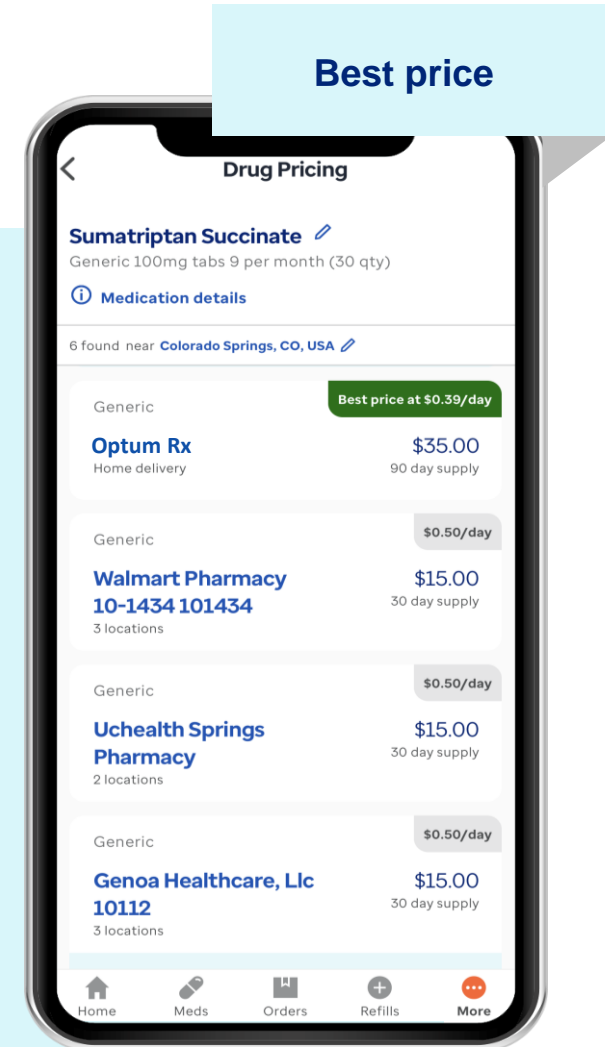 Best price
Drug Pricing
Sumatriptan Succinate
Generic 100mg tabs 9 per month (30 qty)
Medication details
6 found near Colorado Springs, CO, USA
Best price at $0.39/day
Generic
Optum Rx
$35.00
Home delivery
90 day supply
$0.50/day
Generic
Walmart Pharmacy
$15.00
10-1434 101434
30 day supply
3 locations
$0.50/day
Generic
Uchealth Springs
$15.00
Pharmacy
30 day supply
2 locations
$0.50/day
Generic
Genoa Healthcare, Llc
$15.00
10112
30 day supply
3 locations
Home Meds Orders Refills More